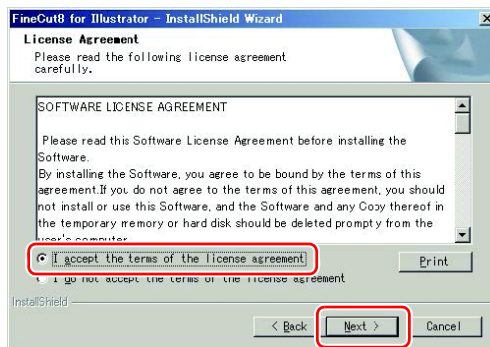 FineCut8 for Illustrator - InstallShield Wizard
License Agreement
Please read the following license agreement
carefully.
SOFTWARE LICENSE AGREEMENT
Please read this Software License Agreement before installing the
Software.
By installing the Software, you agree to be bound by the terms of this
agreement.If you do not agree to the terms of this agreement, you should
not install or use this Software, and the Software and any Copy thereof in
the temporary memory or hard disk should be deleted promptly from the
user's computer
I accept the terms of the license agreement
I do not accept the terms of the license agreement
Print
InstallShield
< Back
Next >
Cancel